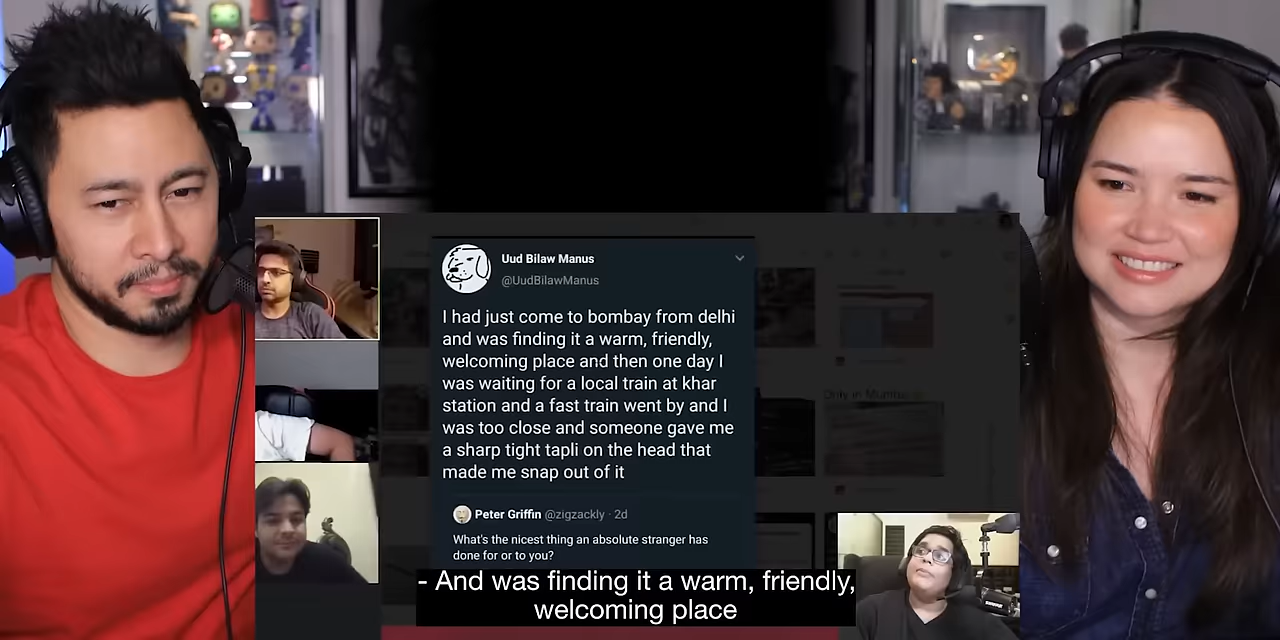 Uud Bilaw Manus
@UudBilawManus
I had just come to bombay from delhi
and was finding it a warm, friendly,
welcoming place and then one day I
was waiting for a local train at khar
station and a fast train went by and I
was too close and someone gave me
a sharp tight tapli on the head that
made me snap out of it
Peter Griffin @zigzackly · 2d
What's the nicest thing an absolute stranger has
done for or to you?
Only in Mumbai
- And was finding it a warm, friendly,
welcoming place